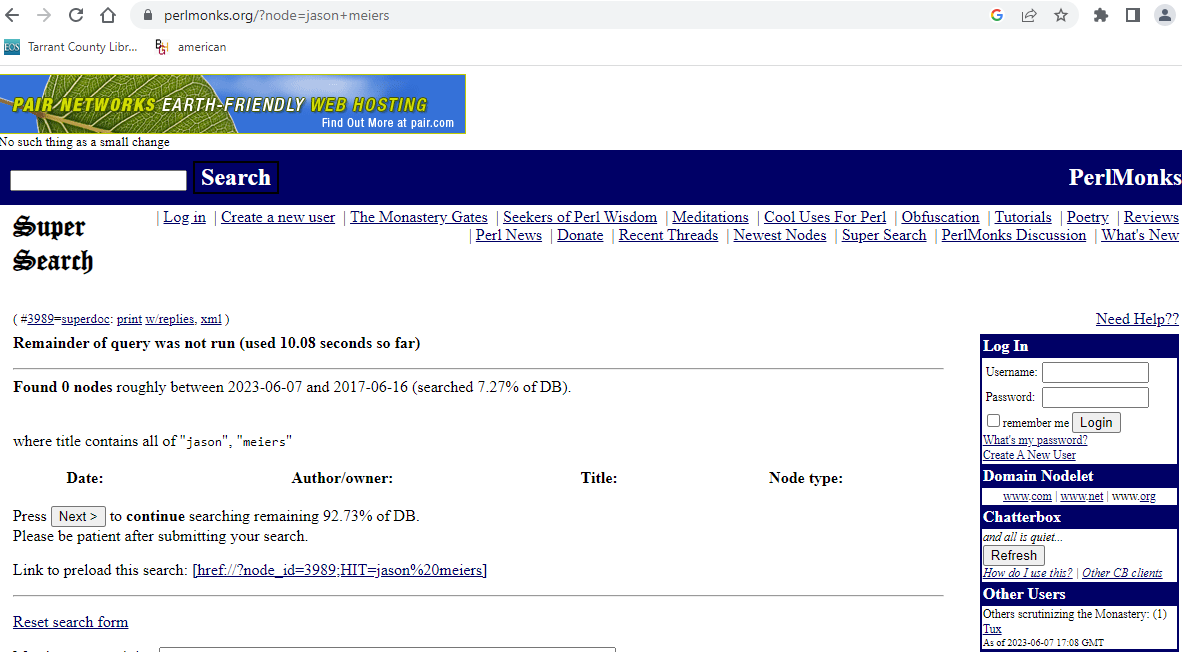 perlmonks.org/?node=jason+meiers
EOS Tarrant County Libr... american
PAIR NETWORKS EARTH-FRIENDLY WEB HOSTING
Find Out More at pair.com
No such thing as a small change
Search PerlMonks
Super
Search
| Log in | Create a new user | The Monastery Gates | Seekers of Perl Wisdom | Meditations | Cool Uses For Perl | Obfuscation | Tutorials | Poetry | Reviews
| Perl News | Donate | Recent Threads | Newest Nodes | Super Search | PerlMonks Discussion | What's New
( #3989=superdoc: print w/replies, xml )
Need Help??
Remainder of query was not run (used 10.08 seconds so far)
Found 0 nodes roughly between 2023-06-07 and 2017-06-16 (searched 7.27% of DB).
where title contains all of "jason", "meiers"
Date: Author/owner: Title: Node type:
Press Next > to continue searching remaining 92.73% of DB.
Please be patient after submitting your search.
Link to preload this search: [href://?node_id=3989;HIT=jason%20meiers]
Reset search form
Log In
Username:
Password:
remember me Login
What's my password?
Create A New User
Domain Nodelet
www.com | www.net | www.org
Chatterbox
and all is quiet...
Refresh
How do I use this? | Other CB clients
Other Users
Others scrutinizing the Monastery: (1)
Tux
As of 2023-06-07 17:08 GMT